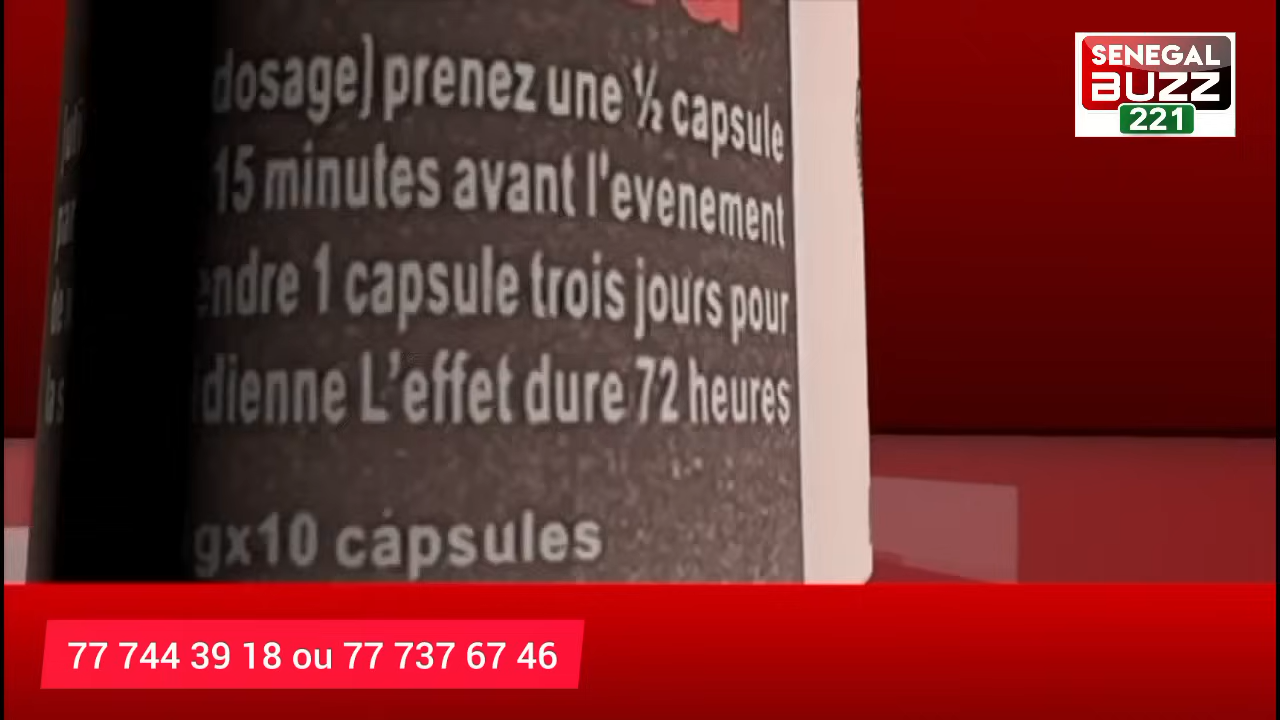 SENEGAL
BUZZ
221
dosage) prenez une ½ capsule
15 minutes avant l'evenement
endre 1 capsule trois jours pour
dienne L'effet dure 72 heures
gx10 capsules
77 744 39 18 ou 77 737 67 46